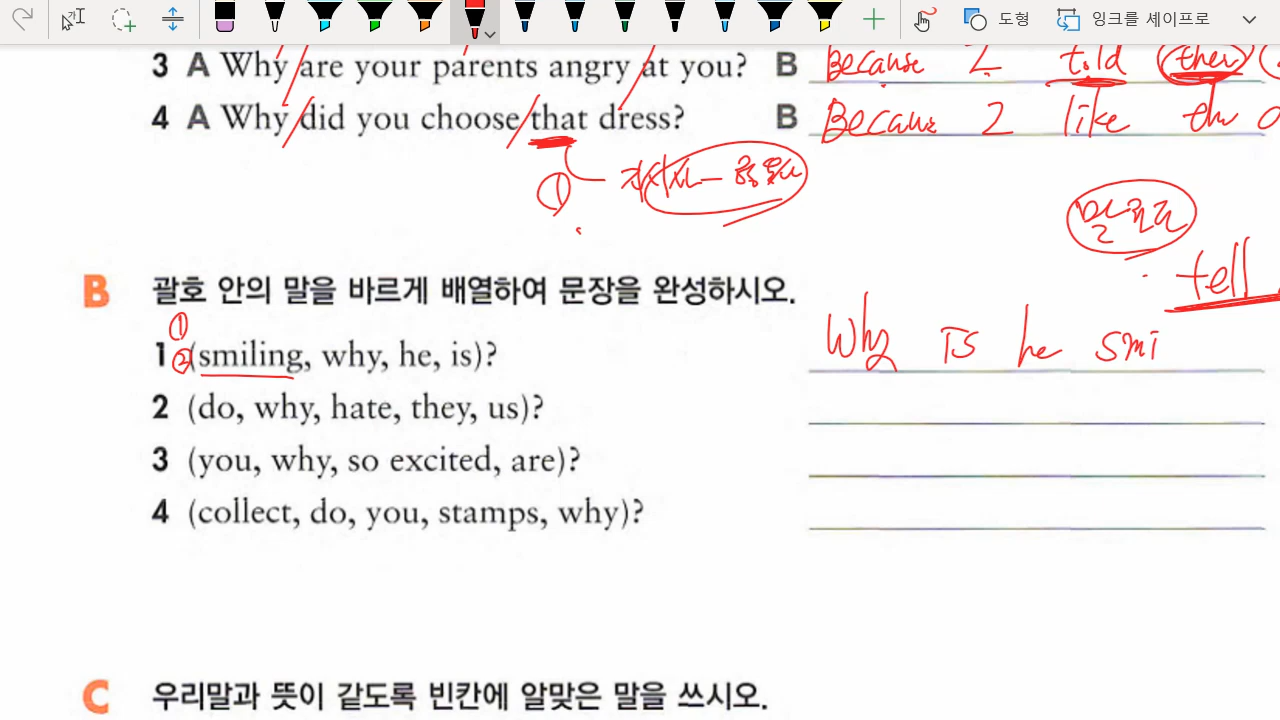 도형 잉크를 셰이프로
3 A Why are your parents angry at you? B Because I told them
4 A Why did you choose that dress? B Because I like the
①
발표
tell
B 괄호 안의 말을 바르게 배열하여 문장을 완성하시오.
①
1 ② (smiling, why, he, is)? Why is he smi
2 (do, why, hate, they, us)?
3 (you, why, so excited, are)?
4 (collect, do, you, stamps, why)?
C 우리말과 뜻이 같도록 빈칸에 알맞은 말을 쓰시오.